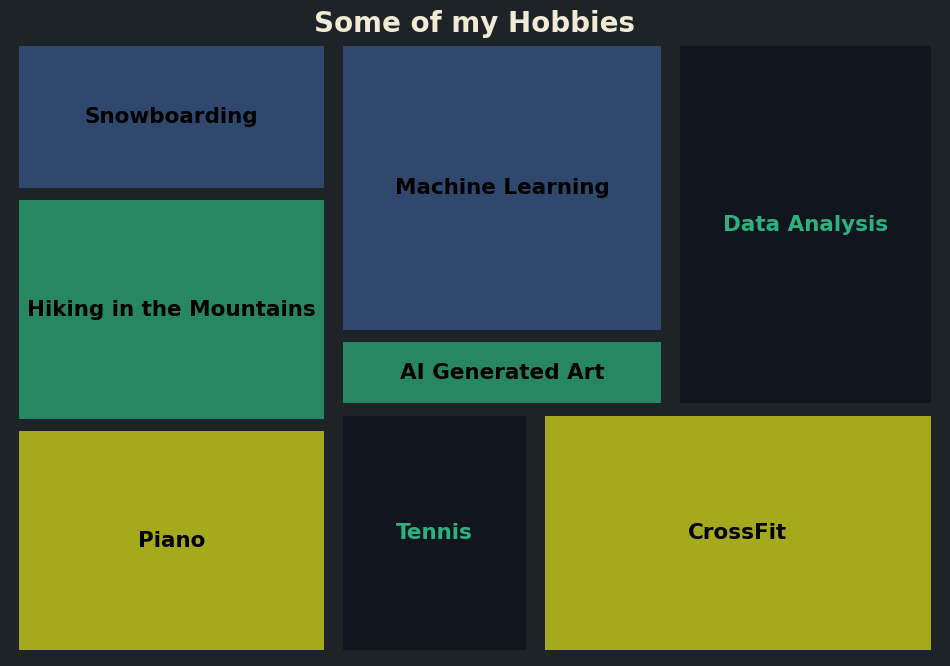 Some of my Hobbies
Snowboarding
Machine Learning
Data Analysis
Hiking in the Mountains
AI Generated Art
Piano
Tennis
CrossFit